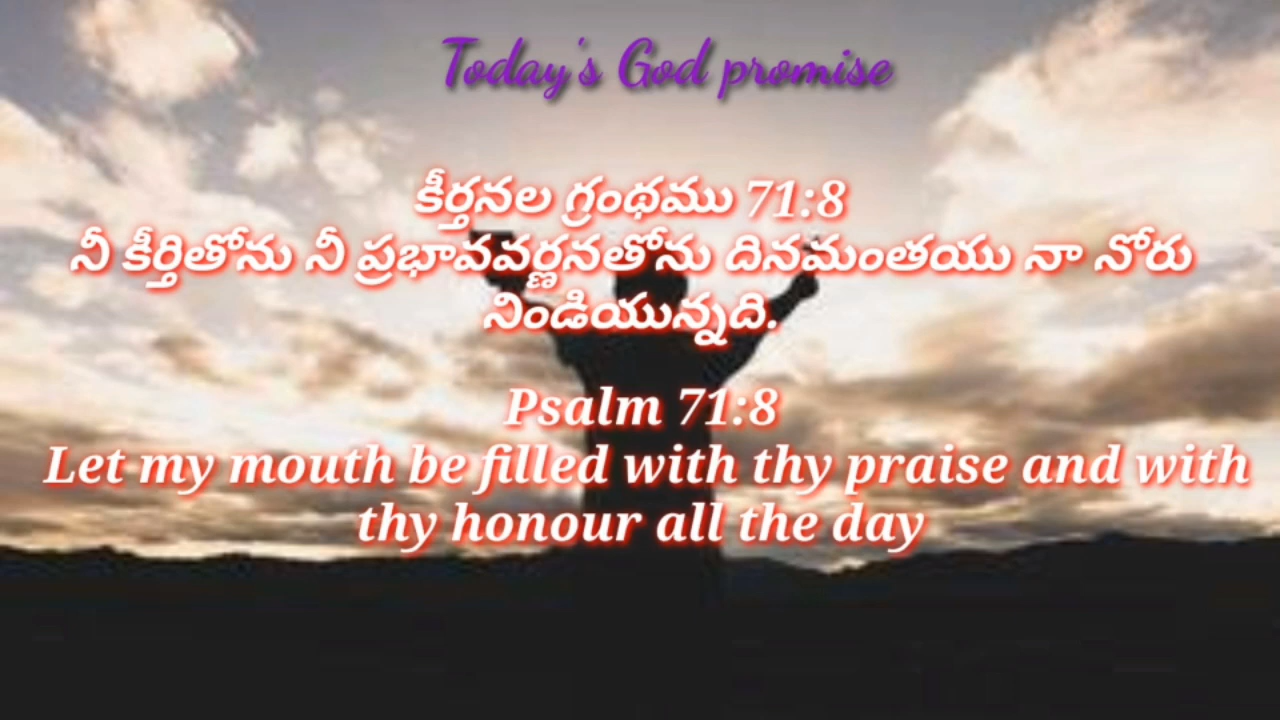 Today's God promise
కీర్తనల గ్రంథము 71:8
నీ కీర్తితోను నీ ప్రభావవర్ణనతోను దినమంతయు నా నోరు
నిండియున్నది.
Psalm 71:8
Let my mouth be filled with thy praise and with
thy honour all the day